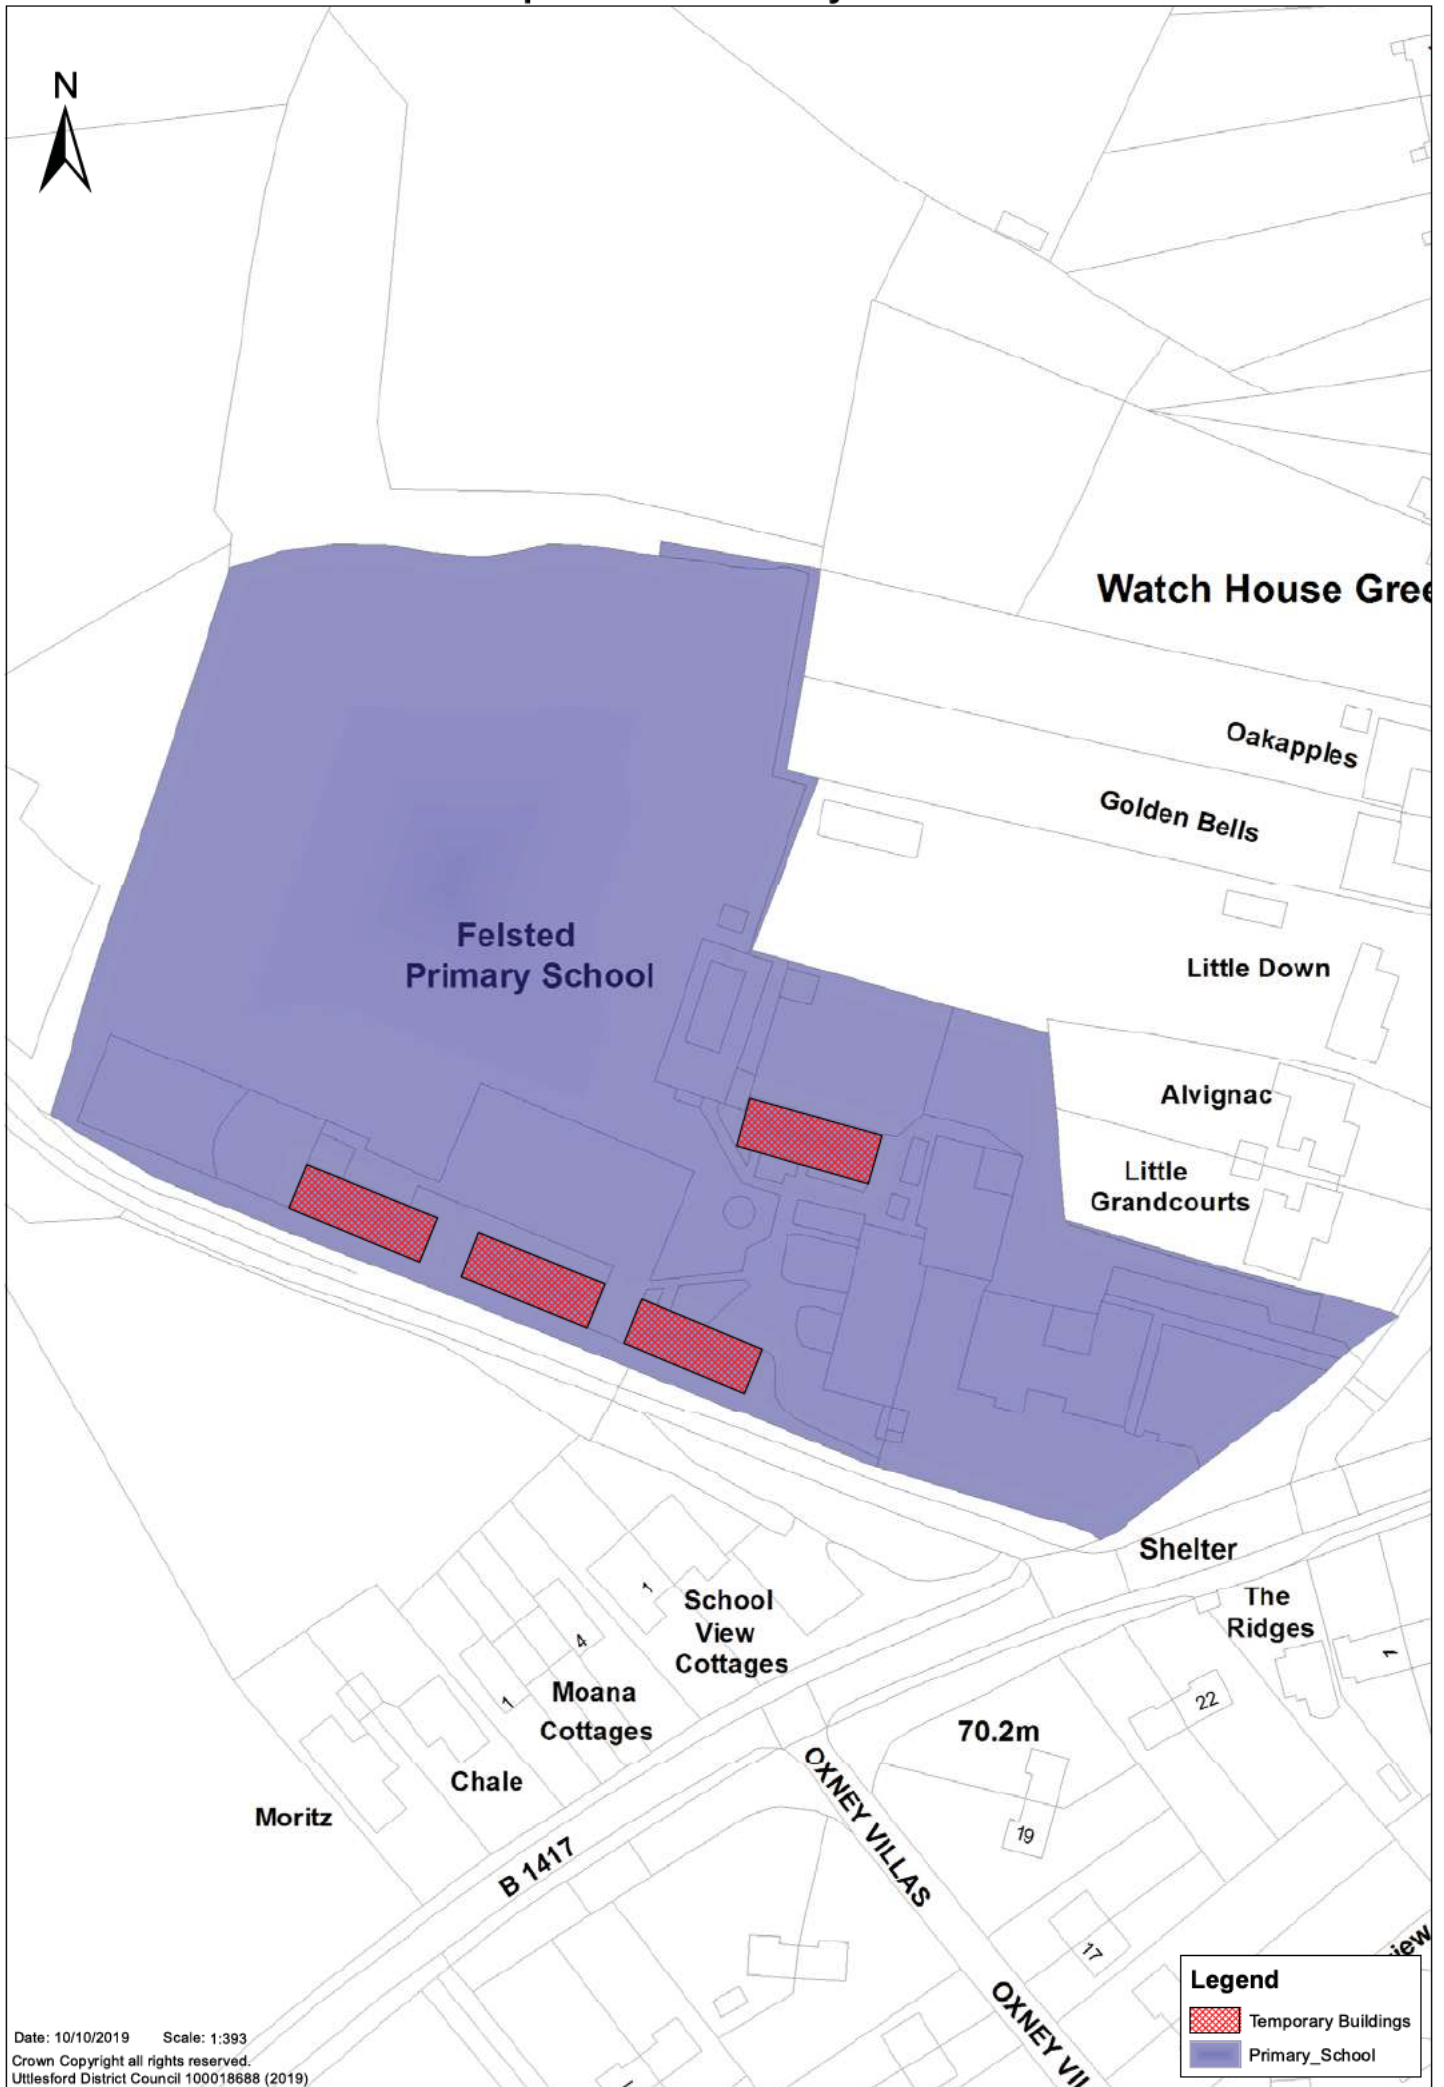 N
Watch House Gree
Oakapples
Golden Bells
Felsted
Primary School
Little Down
Alvignac
Little
Grandcourts
Shelter
The
Ridges
1
1
School
View
Cottages
4
1
Moana
Cottages
22
70.2m
Chale
Moritz
OXNEY VILLAS
19
B 1417
17
iew
OXNEY VIL
Legend
Temporary Buildings
Primary_School
Date: 10/10/2019 Scale: 1:393
Crown Copyright all rights reserved.
Uttlesford District Council 100018688 (2019)